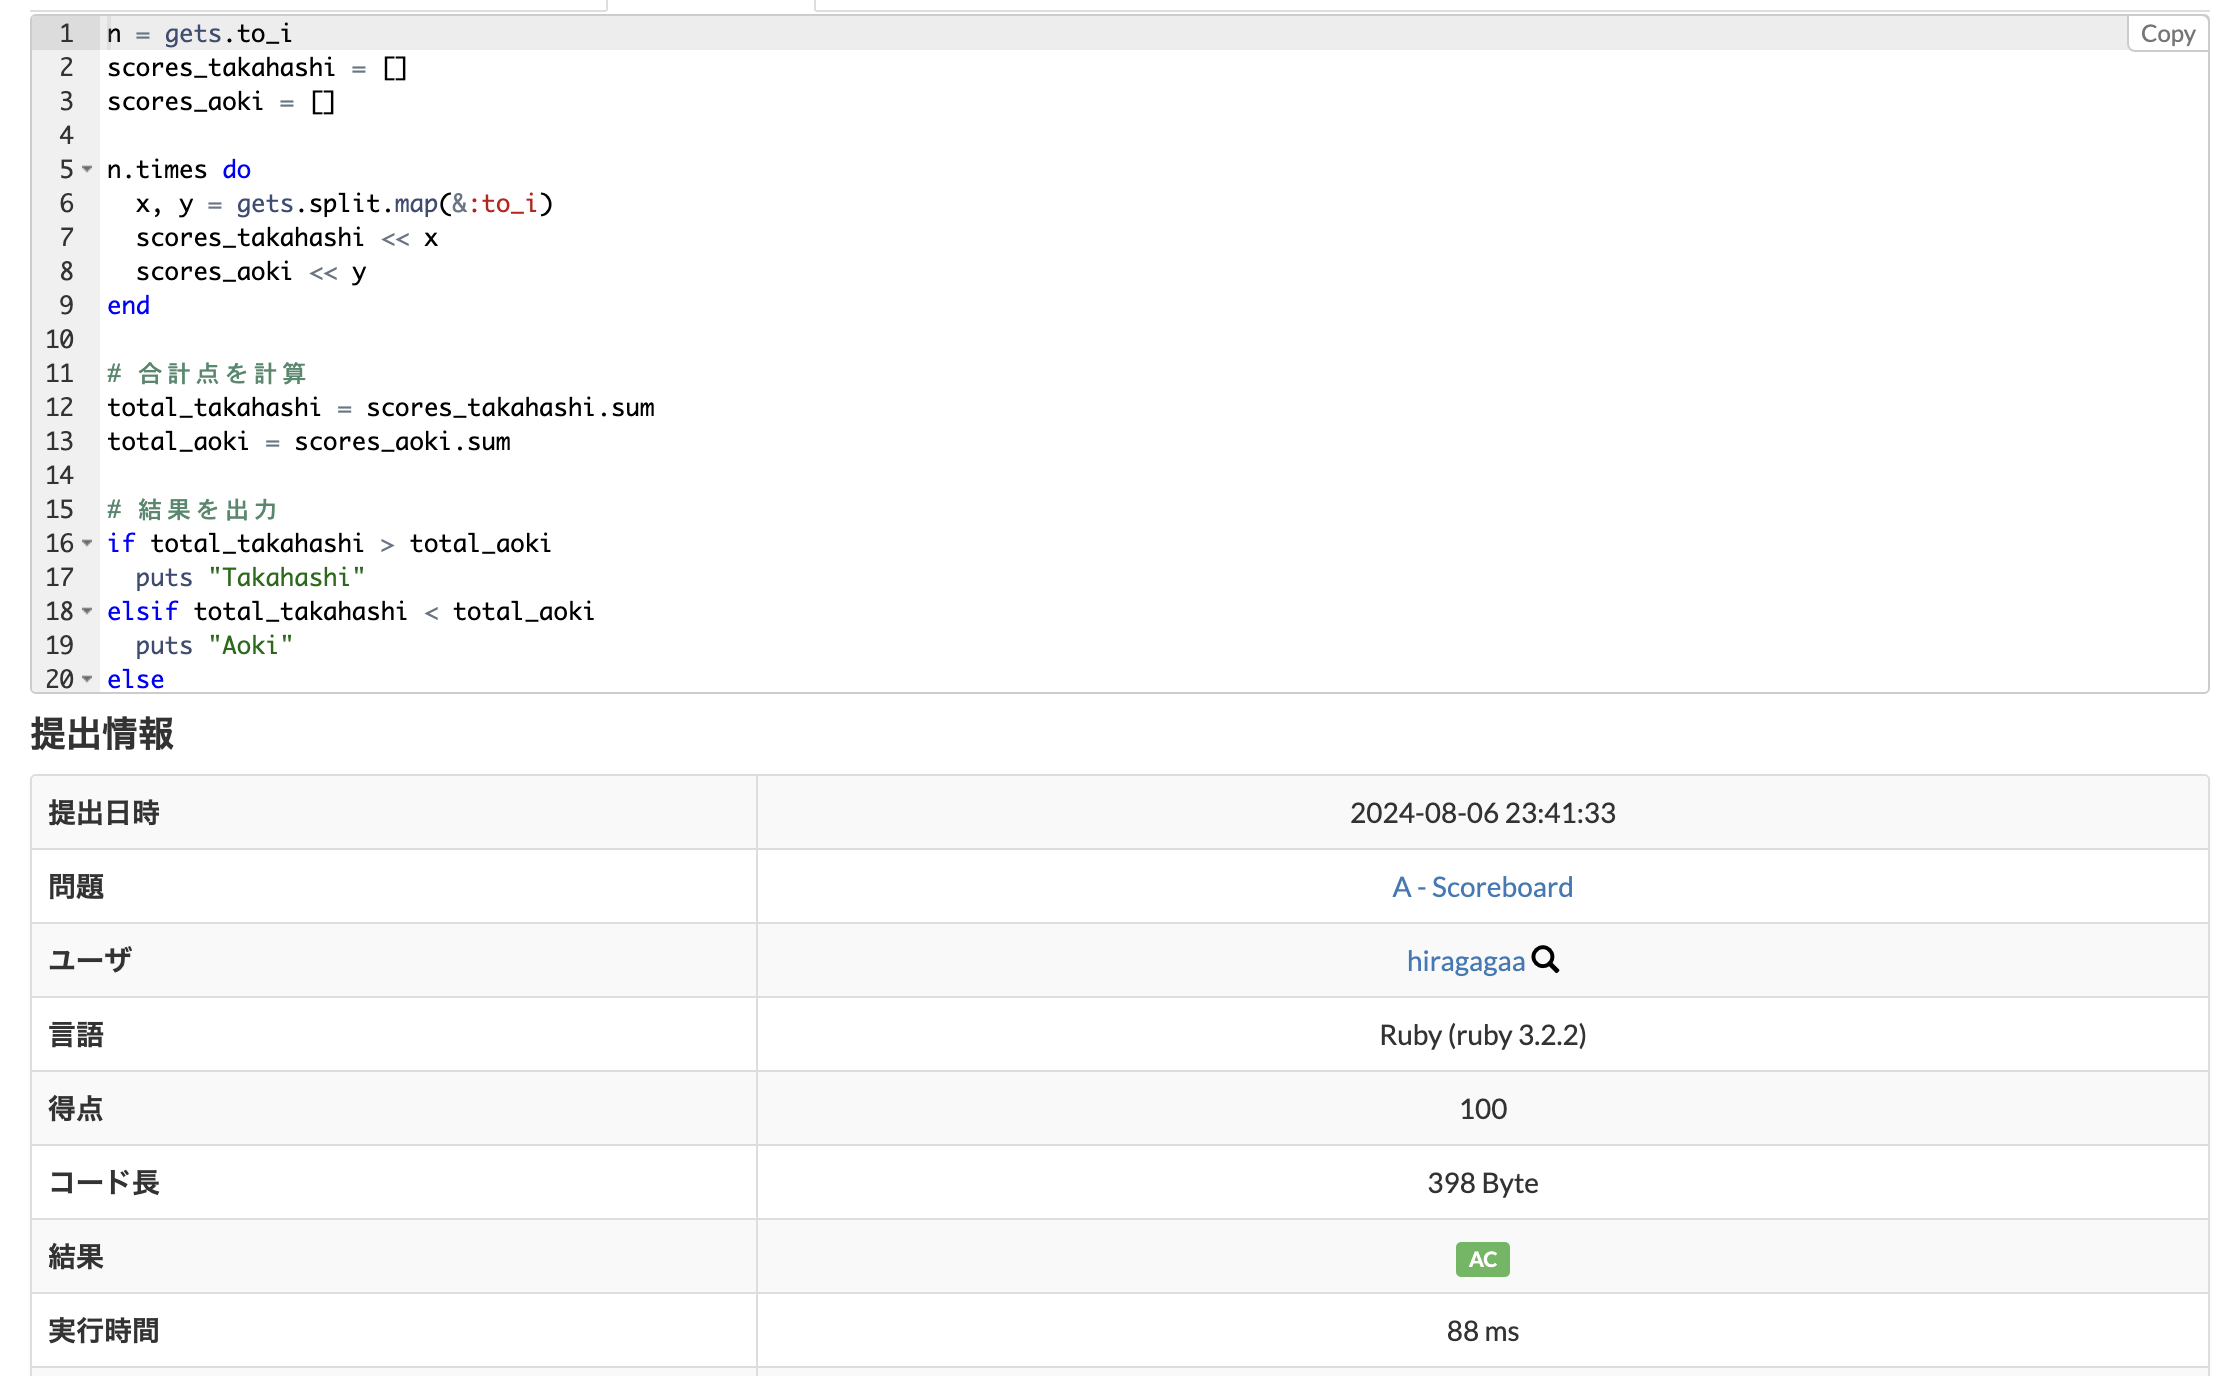 Copy
1 n = gets.to_i
2 scores_takahashi = []
3 scores_aoki = []
4
5 n.times do
6   x, y = gets.split.map(&:to_i)
7   scores_takahashi << x
8   scores_aoki << y
9 end
10
11 # 合計点を計算
12 total_takahashi = scores_takahashi.sum
13 total_aoki = scores_aoki.sum
14
15 # 結果を出力
16 if total_takahashi > total_aoki
17   puts "Takahashi"
18 elsif total_takahashi < total_aoki
19   puts "Aoki"
20 else
提出情報
提出日時 2024-08-06 23:41:33
問題 A - Scoreboard
ユーザ hiragagaa
言語 Ruby (ruby 3.2.2)
得点 100
コード長 398 Byte
結果 AC
実行時間 88 ms